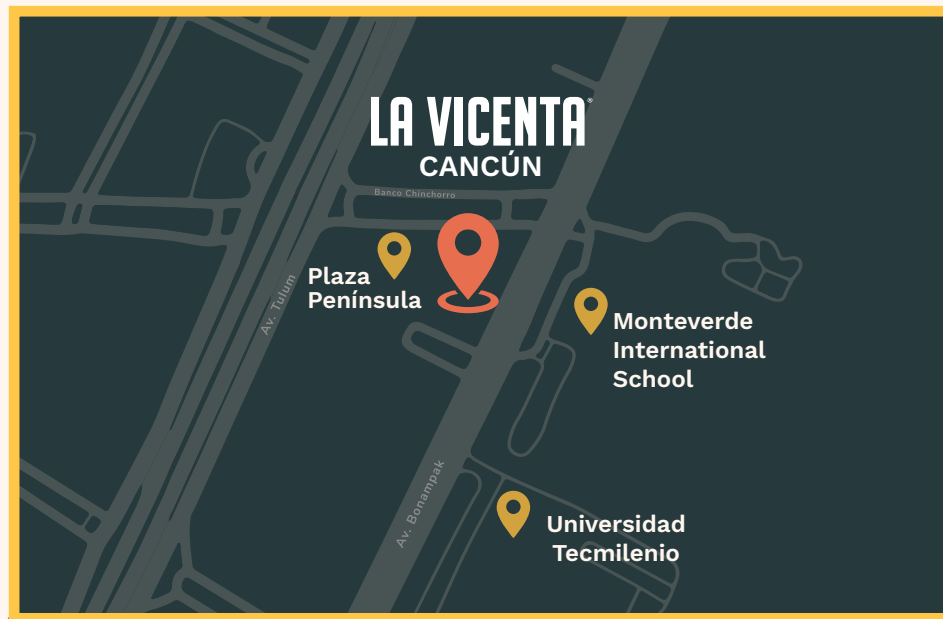 LA VICENTA®
CANCÚN
Banco Chinchorro
Plaza
Península
Av. Tulum
Monteverde
International
School
Av. Bonampak
Universidad
Tecmilenio